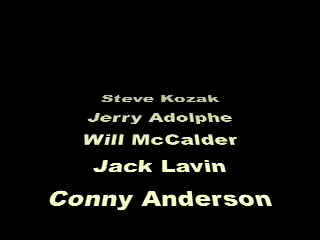 Steve Kozak
Jerry Adolphe
Will McCalder
Jack Lavin
Conny Anderson